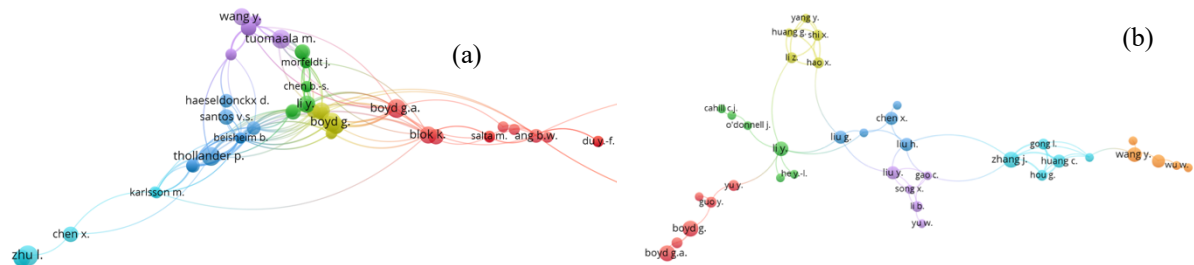 wang y.
tuomaala m.
(a)
morfeldt j.
chen b.-s.
haeseldonckx d.
li y.
santos v.s.
boyd g.a.
boyd g.
beisheim b.
blok k.
salta m.
ang b.w.
du y.-f.
thollander p.
karlsson m.
chen x.
zhu l.
yang y.
huang g.
shi x.
(b)
li z.
hao x.
cahill c.j.
o'donnell j.
chen x.
liu g.
liu h.
li y.
gong l.
zhang j.
huang c.
wang y.
wu w.
he y.-l.
liu y.
gao c.
hou g.
yu y.
song x.
guo y.
li b.
boyd g.
yu w.
boyd g.a.